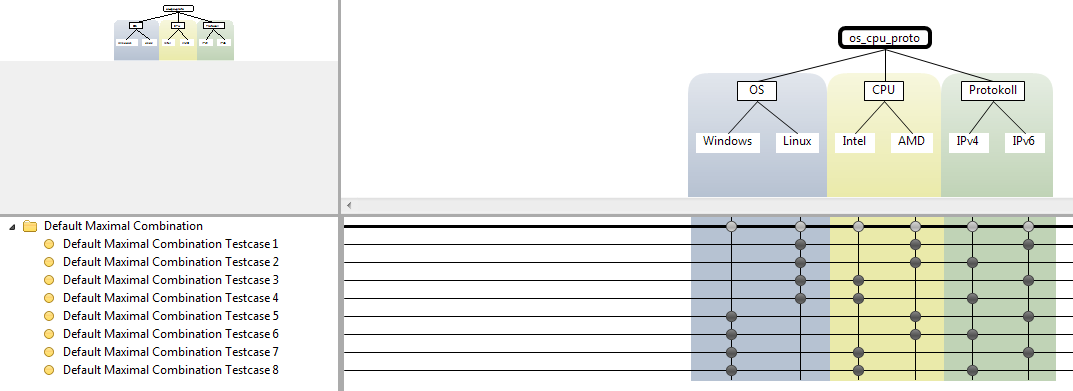 os_cpu_proto
OS CPU Protokoll
Windows Linux Intel AMD IPv4 IPv6
Default Maximal Combination
Default Maximal Combination Testcase 1
Default Maximal Combination Testcase 2
Default Maximal Combination Testcase 3
Default Maximal Combination Testcase 4
Default Maximal Combination Testcase 5
Default Maximal Combination Testcase 6
Default Maximal Combination Testcase 7
Default Maximal Combination Testcase 8